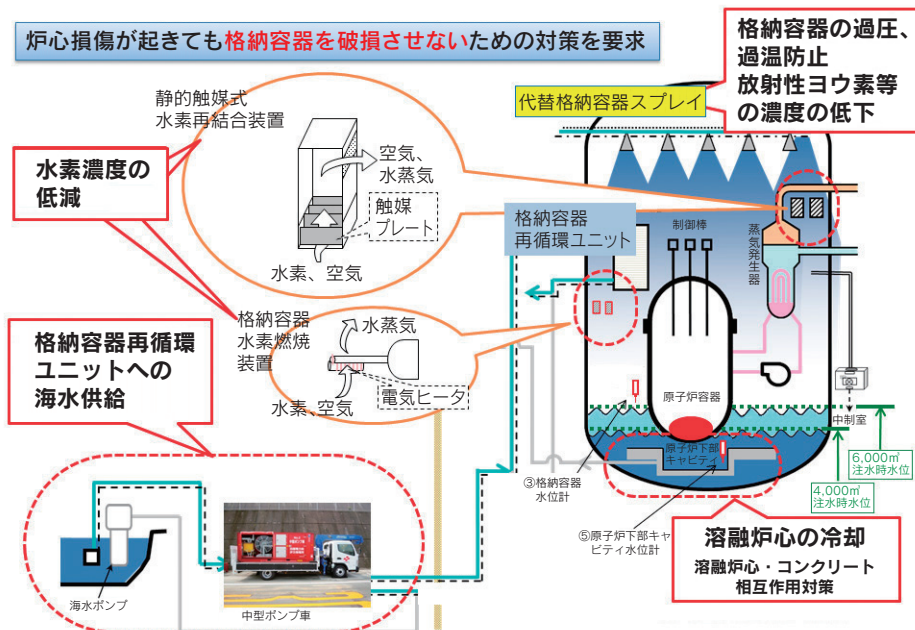 炉心損傷が起きても格納容器を破損させないための対策を要求
格納容器の過圧、
過温防止
放射性ヨウ素等
の濃度の低下
代替格納容器スプレイ
静的触媒式
水素再結合装置
水素濃度の
低減
空気、
水蒸気
触媒
プレート
水素、空気
格納容器
再循環ユニット
制御棒
蒸気発生器
格納容器
水素燃焼
装置
水蒸気
水素、空気
電気ヒータ
格納容器再循環
ユニットへの
海水供給
原子炉容器
原子炉下部
キャビティ
中制室
6,000㎥
注水時水位
4,000㎥
注水時水位
③格納容器
水位計
⑤原子炉下部キャ
ビティ水位計
溶融炉心の冷却
溶融炉心・コンクリート
相互作用対策
海水ポンプ
中型ポンプ車